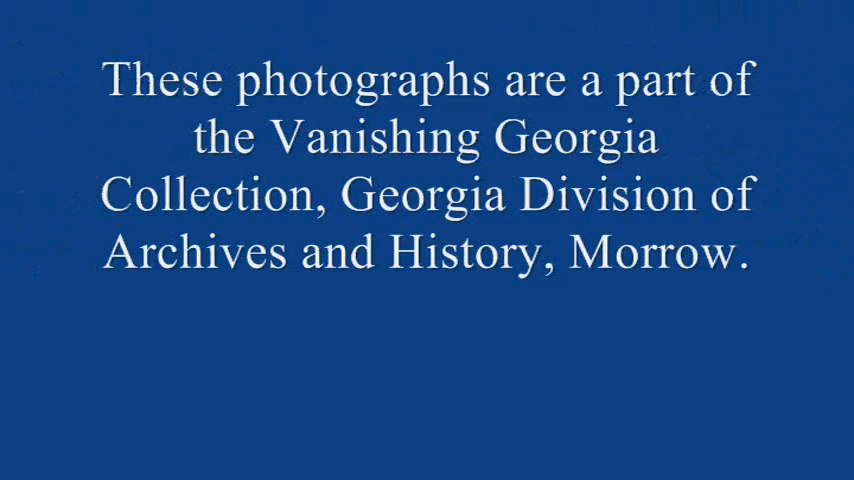 These photographs are a part of
the Vanishing Georgia
Collection, Georgia Division of
Archives and History, Morrow.